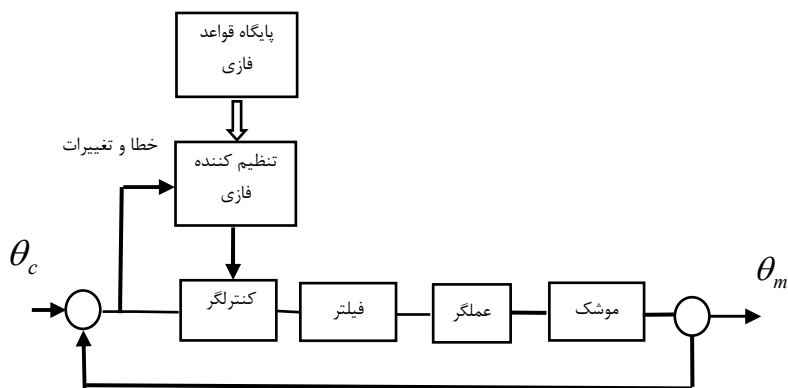 پایگاه قواعد
فازی
خطا و تغییرات
تنظیم کننده
فازی
θc
کنترلگر
فیلتر
عملگر
موشک
θm